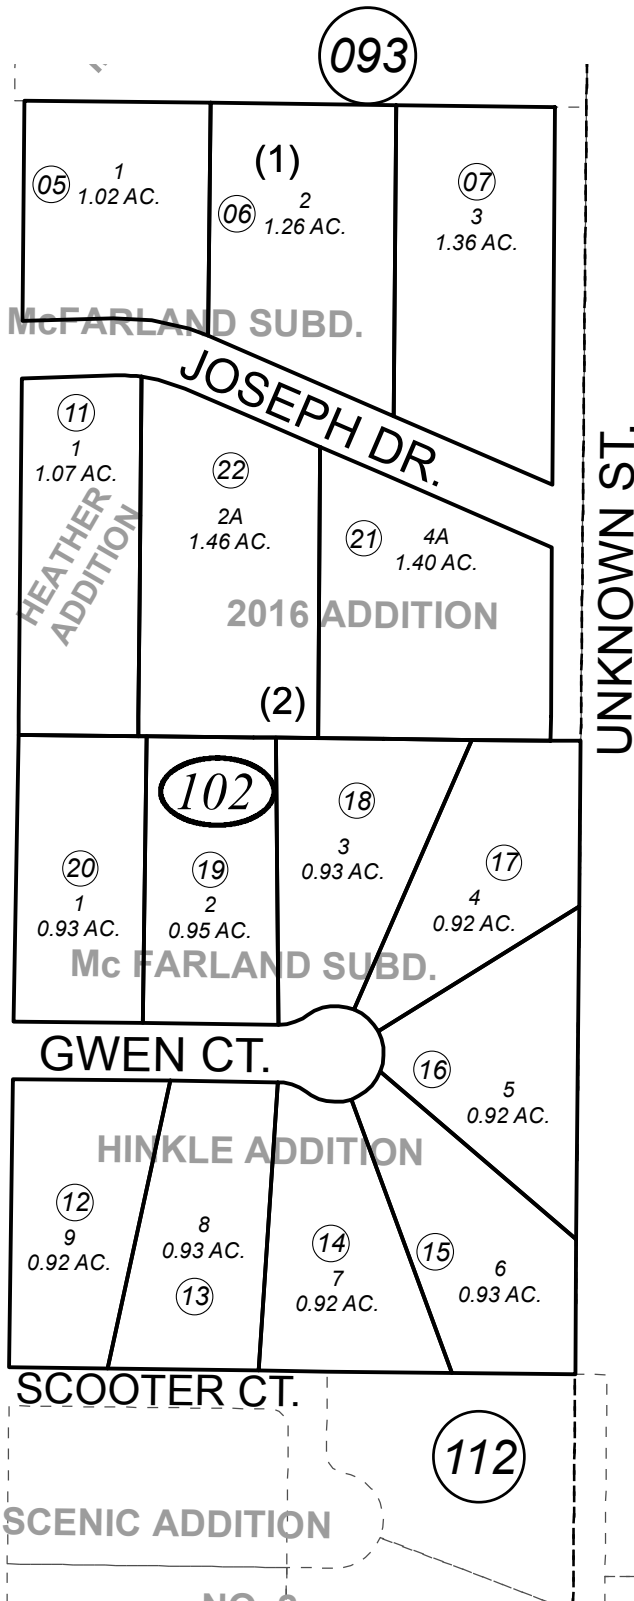 093
05
1
1.02 AC.
(1)
06
2
1.26 AC.
07
3
1.36 AC.
McFARLAND SUBD.
JOSEPH DR.
UNKNOWN ST.
11
1
1.07 AC.
HEATHER
ADDITION
22
2A
1.46 AC.
21
4A
1.40 AC.
2016 ADDITION
(2)
102
20
1
0.93 AC.
19
2
0.95 AC.
18
3
0.93 AC.
17
4
0.92 AC.
Mc FARLAND SUBD.
GWEN CT.
16
5
0.92 AC.
HINKLE ADDITION
12
9
0.92 AC.
8
0.93 AC.
13
14
7
0.92 AC.
15
6
0.93 AC.
SCOOTER CT.
112
SCENIC ADDITION